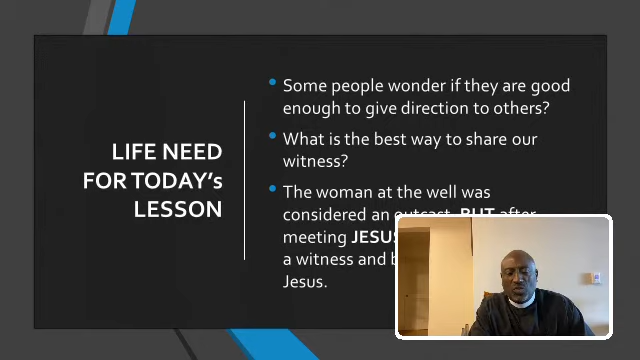 LIFE NEED
FOR TODAY's
LESSON
Some people wonder if they are good
enough to give direction to others?
What is the best way to share our
witness?
The woman at the well was
considered an outcast, BUT after
meeting JESUS
a witness and
Jesus.